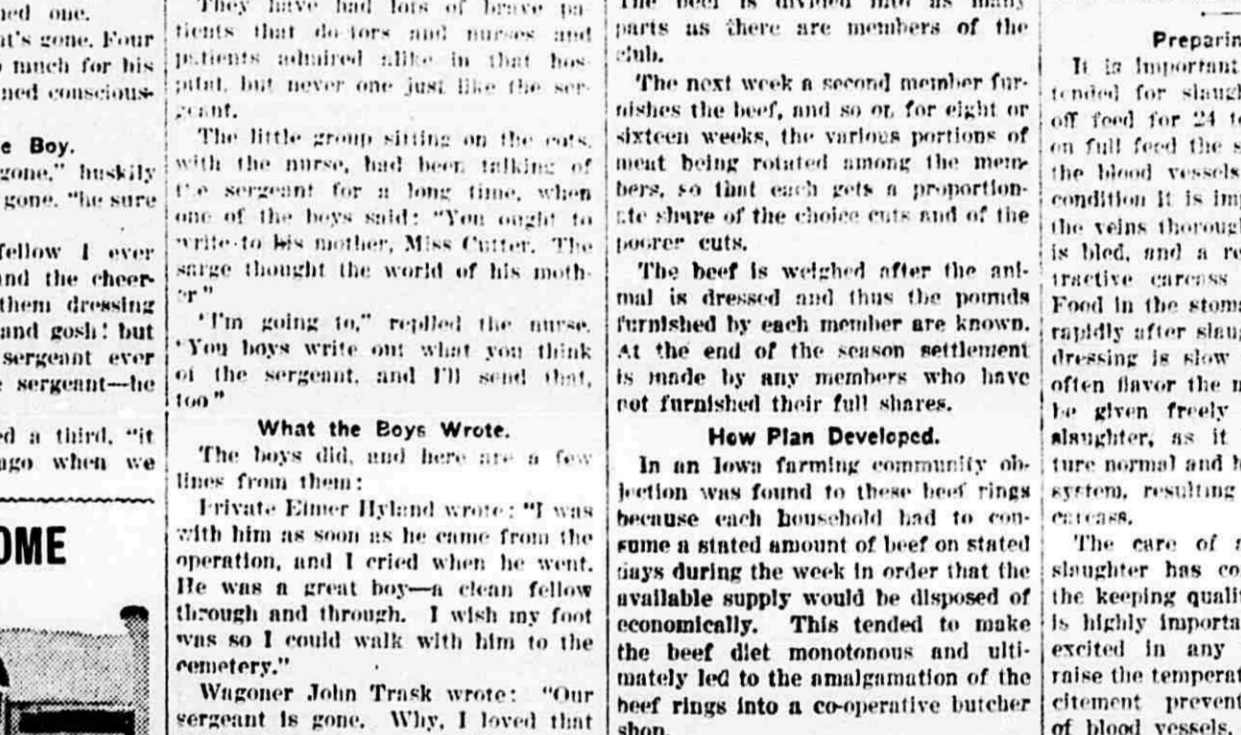 ned one.
at's gone. Four
much for his
ned conscious-
e Boy.
gone," huskily
gone. "he sure
fellow I ever
and the cheer-
them dressing
and gosh! but
sergeant ever
sergeant—he
ed a third, "it
ago when we
OME
They have had lots of brave pa-
tients that doctors and nurses and
patients admired alike in that hos-
pital, but never one just like the ser-
geant.
The little group sitting on the cots,
with the nurse, had been talking of
the sergeant for a long time, when
one of the boys said: "You ought to
write to his mother, Miss Cutter. The
sarge thought the world of his moth-
er"
"I'm going to," replied the nurse.
"You boys write out what you think
of the sergeant, and I'll send that,
too"
What the Boys Wrote.
The boys did, and here are a few
lines from them:
Private Elmer Hyland wrote: "I was
with him as soon as he came from the
operation, and I cried when he went.
He was a great boy—a clean fellow
through and through. I wish my foot
was so I could walk with him to the
cemetery."
Wagoner John Trask wrote: "Our
sergeant is gone. Why, I loved that
The beef is divided into as many
parts as there are members of the
club.
The next week a second member fur-
nishes the beef, and so on for eight or
sixteen weeks, the various portions of
meat being rotated among the mem-
bers, so that each gets a proportion-
ate share of the choice cuts and of the
poorer cuts.
The beef is weighed after the ani-
mal is dressed and thus the pounds
furnished by each member are known.
At the end of the season settlement
is made by any members who have
not furnished their full shares.
How Plan Developed.
In an Iowa farming community ob-
jection was found to these beef rings
because each household had to con-
sume a stated amount of beef on stated
days during the week in order that the
available supply would be disposed of
economically. This tended to make
the beef diet monotonous and ulti-
mately led to the amalgamation of the
beef rings into a co-operative butcher
shop.
Preparin
It is important
tended for slaugh
off feed for 24 t
on full feed the s
the blood vessels
condition it is imp
the veins thorough
is bled, and a re
tractive carcass
Food in the stoma
rapidly after slaug
dressing is slow
often flavor the m
be given freely
slaughter, as it
ture normal and h
system, resulting
carcass.
The care of a
slaughter has co
the keeping qualit
is highly importa
excited in any
raise the temperat
citement prevent
of blood vessels.